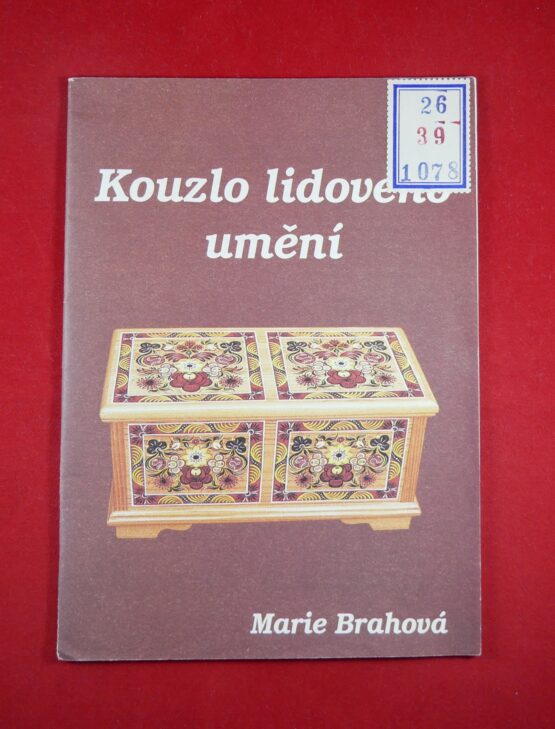 26
39
1078
Kouzlo lidového
umění
Marie Brahová